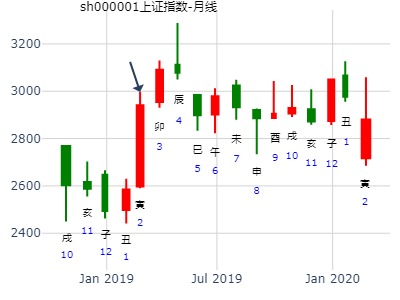 sh000001上证指数-月线
3200
3000
2800
2600
2400
戌
10
亥
11
子
12
丑
1
寅
2
卯
3
辰
4
巳
5
午
6
未
7
申
8
酉
9
戌
10
亥
11
子
12
丑
1
寅
2
Jan 2019
Jul 2019
Jan 2020